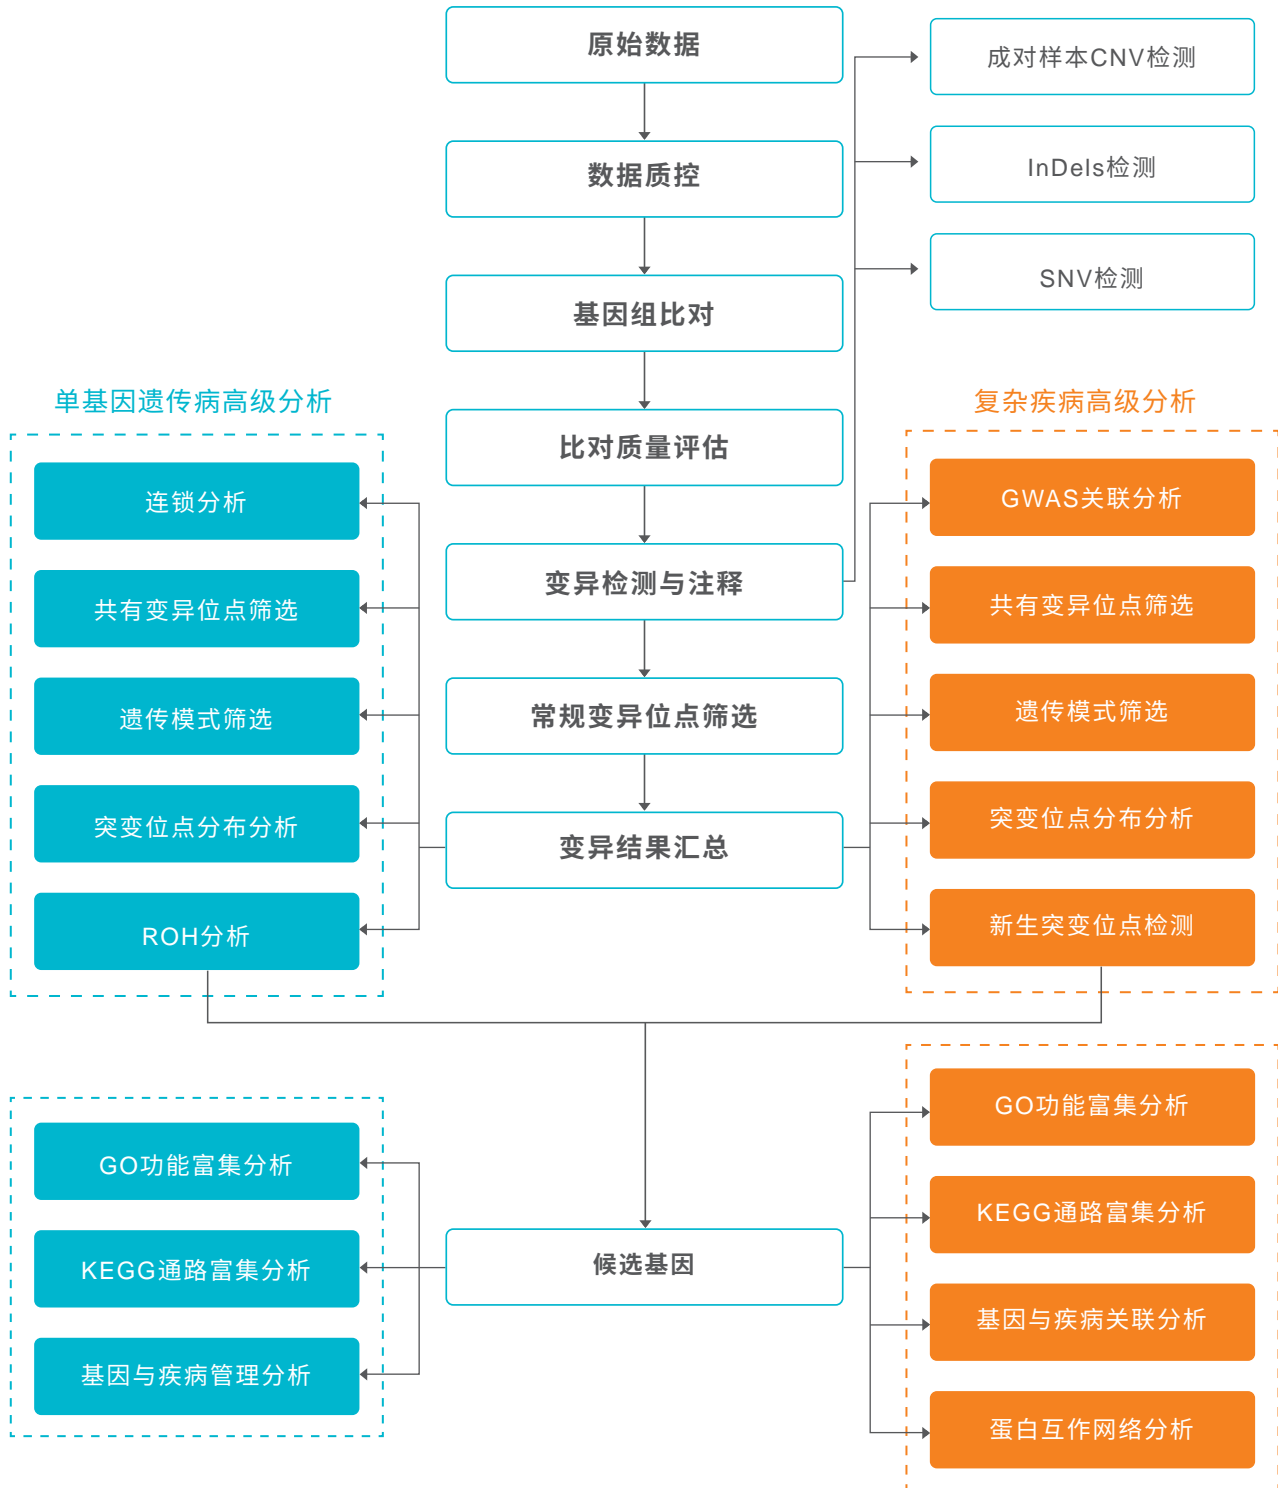 原始数据
成对样本CNV检测
数据质控
InDels检测
基因组比对
SNV检测
单基因遗传病高级分析
复杂疾病高级分析
比对质量评估
连锁分析
GWAS关联分析
变异检测与注释
共有变异位点筛选
共有变异位点筛选
常规变异位点筛选
遗传模式筛选
遗传模式筛选
突变位点分布分析
突变位点分布分析
变异结果汇总
ROH分析
新生突变位点检测
GO功能富集分析
GO功能富集分析
KEGG通路富集分析
KEGG通路富集分析
候选基因
基因与疾病管理分析
基因与疾病关联分析
蛋白互作网络分析